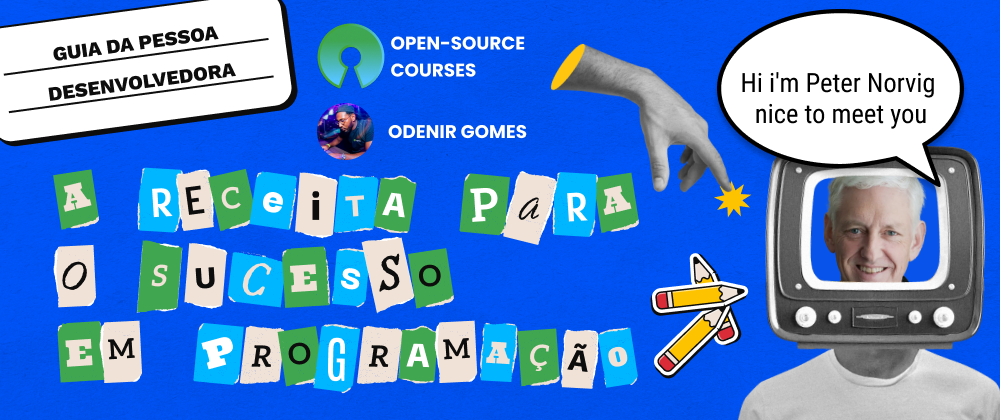 GUIA DA PESSOA
DESENVOLVEDORA
OPEN-SOURCE
COURSES
ODENIR GOMES
Hi i'm Peter Norvig
nice to meet you
A RECeiTA PaRA
O SuCESSO
EM PROGRAMAÇÃO